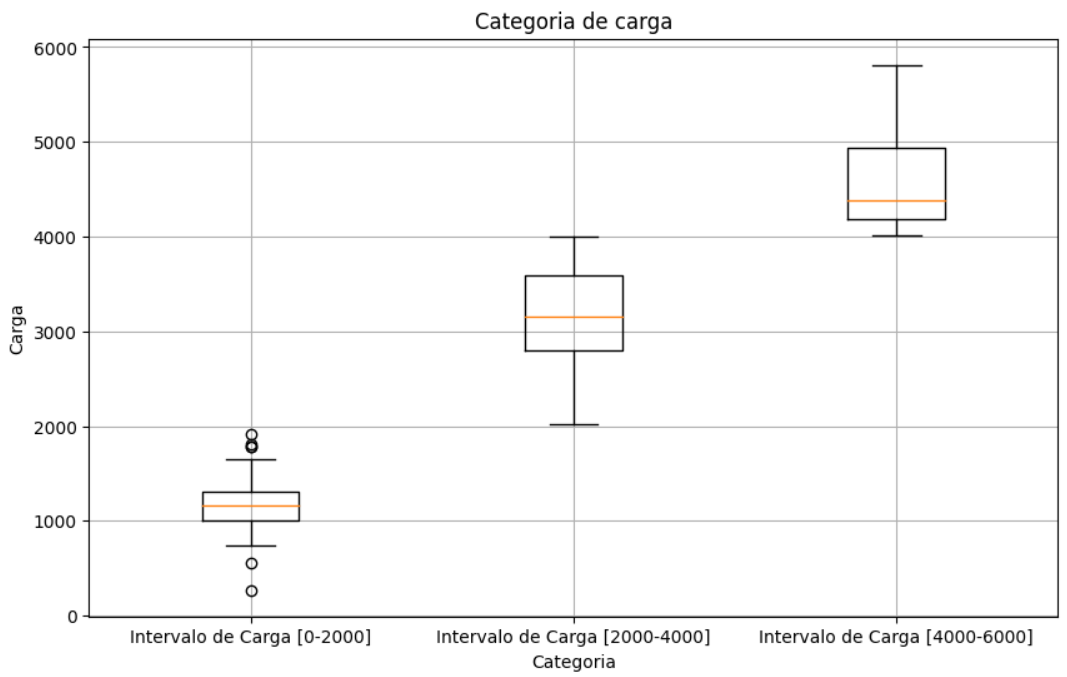 Categoria de carga
6000
5000
4000
3000
2000
1000
0
Carga
Intervalo de Carga [0-2000] Intervalo de Carga [2000-4000] Intervalo de Carga [4000-6000]
Categoria